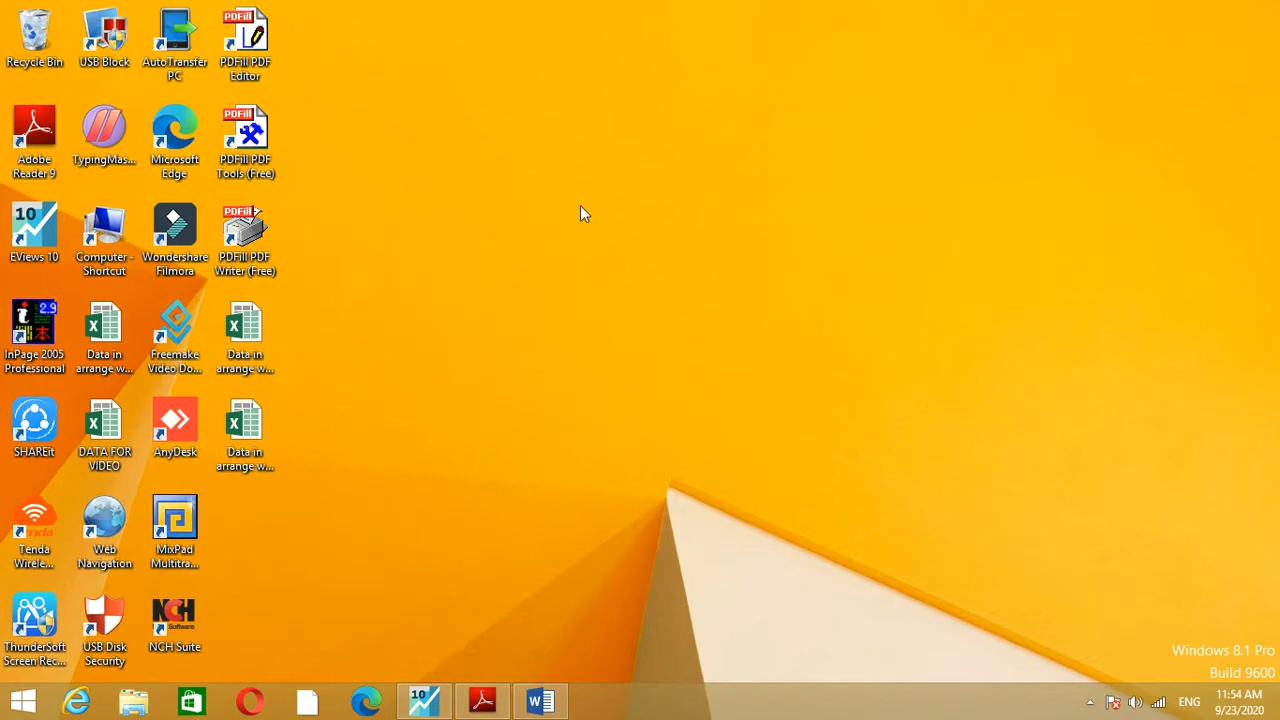 Recycle Bin
USB Block
AutoTransfer PC
PDFill PDF Editor
Adobe Reader 9
TypingMas...
Microsoft Edge
PDFill PDF Tools (Free)
EViews 10
Computer - Shortcut
Wondershare Filmora
PDFill PDF Writer (Free)
InPage 2005 Professional
Data in arrange w...
Freemake Video Do...
Data in arrange w...
SHAREit
DATA FOR VIDEO
AnyDesk
Data in arrange w...
Tenda Wirele...
Web Navigation
MixPad Multitra...
ThunderSoft Screen Rec...
USB Disk Security
NCH Suite
Windows 8.1 Pro
Build 9600
ENG
11:54 AM
9/23/2020